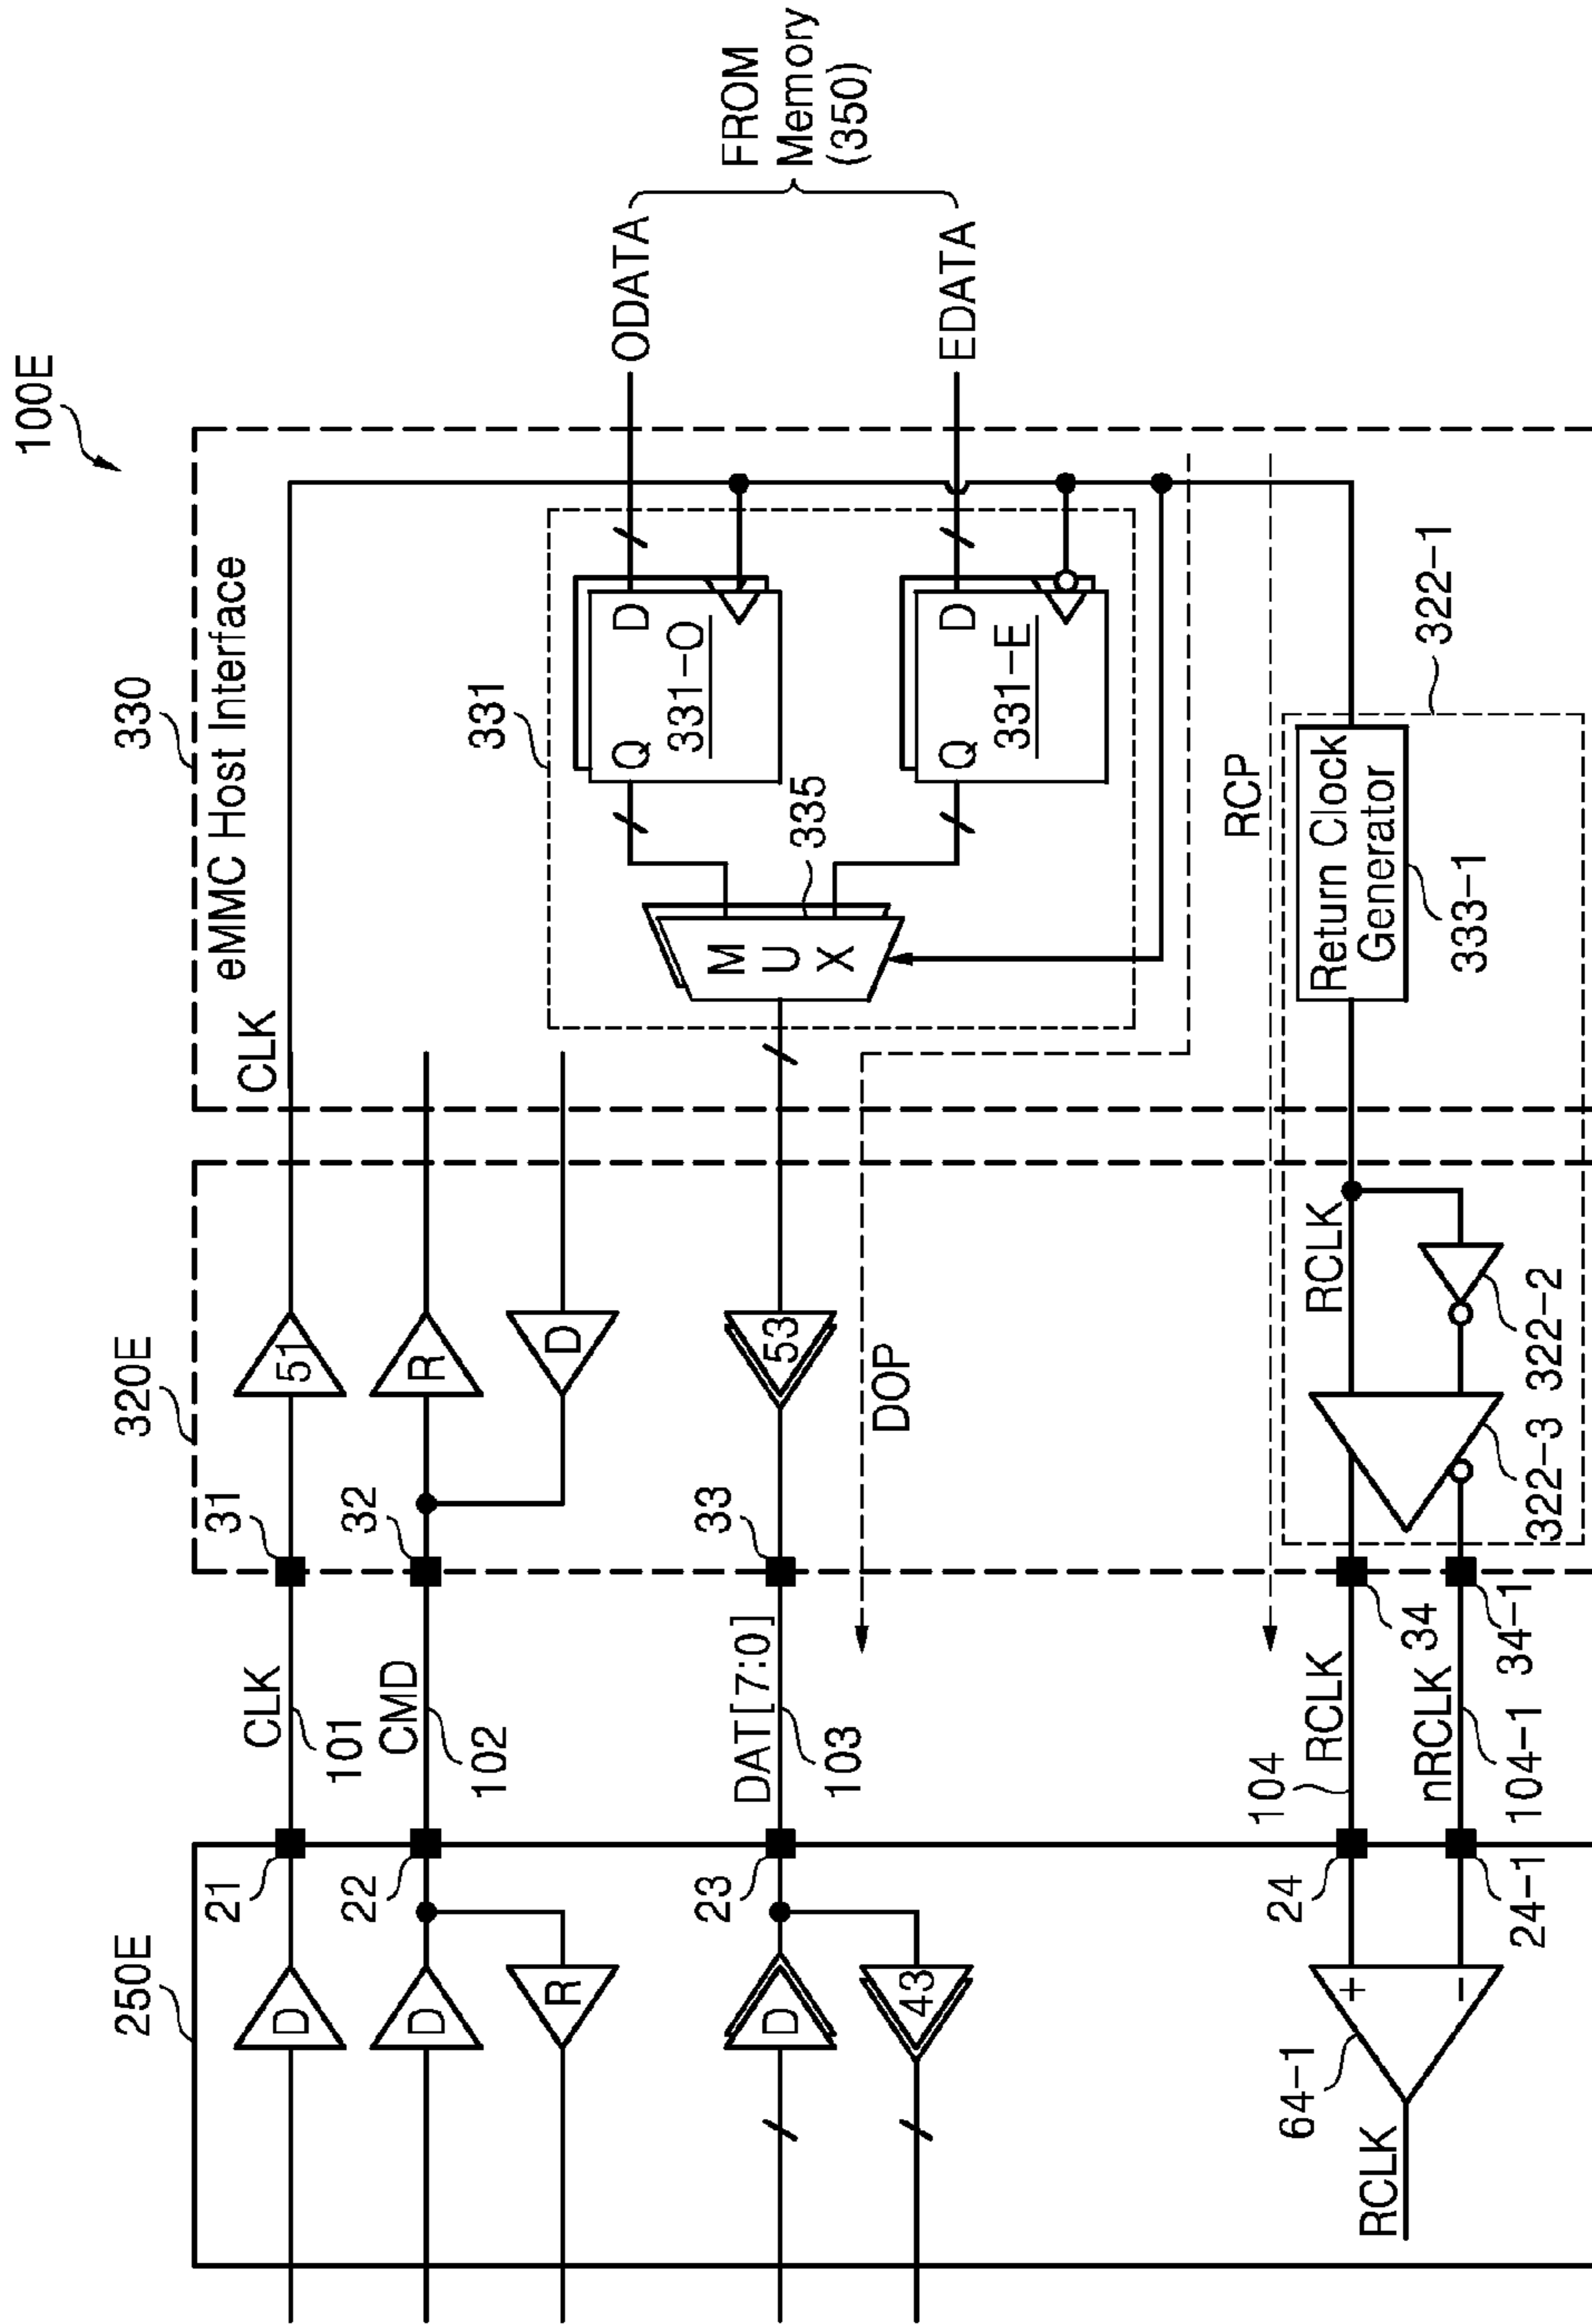 100E
250E
320E
330
eMMC Host Interface
D
21
CLK
101
31
51
CLK
D
R
22
CMD
102
32
R
D
D
43
23
DAT[7:0]
103
33
53
DOP
331
335
M
U
X
Q
D
331-O
Q
D
331-E
ODATA
EDATA
FROM
Memory
(350)
RCP
RCLK
64-1
+
-
24
24-1
104
RCLK
nRCLK
104-1
34
34-1
322-3
322-2
RCLK
Return Clock
Generator
333-1
322-1